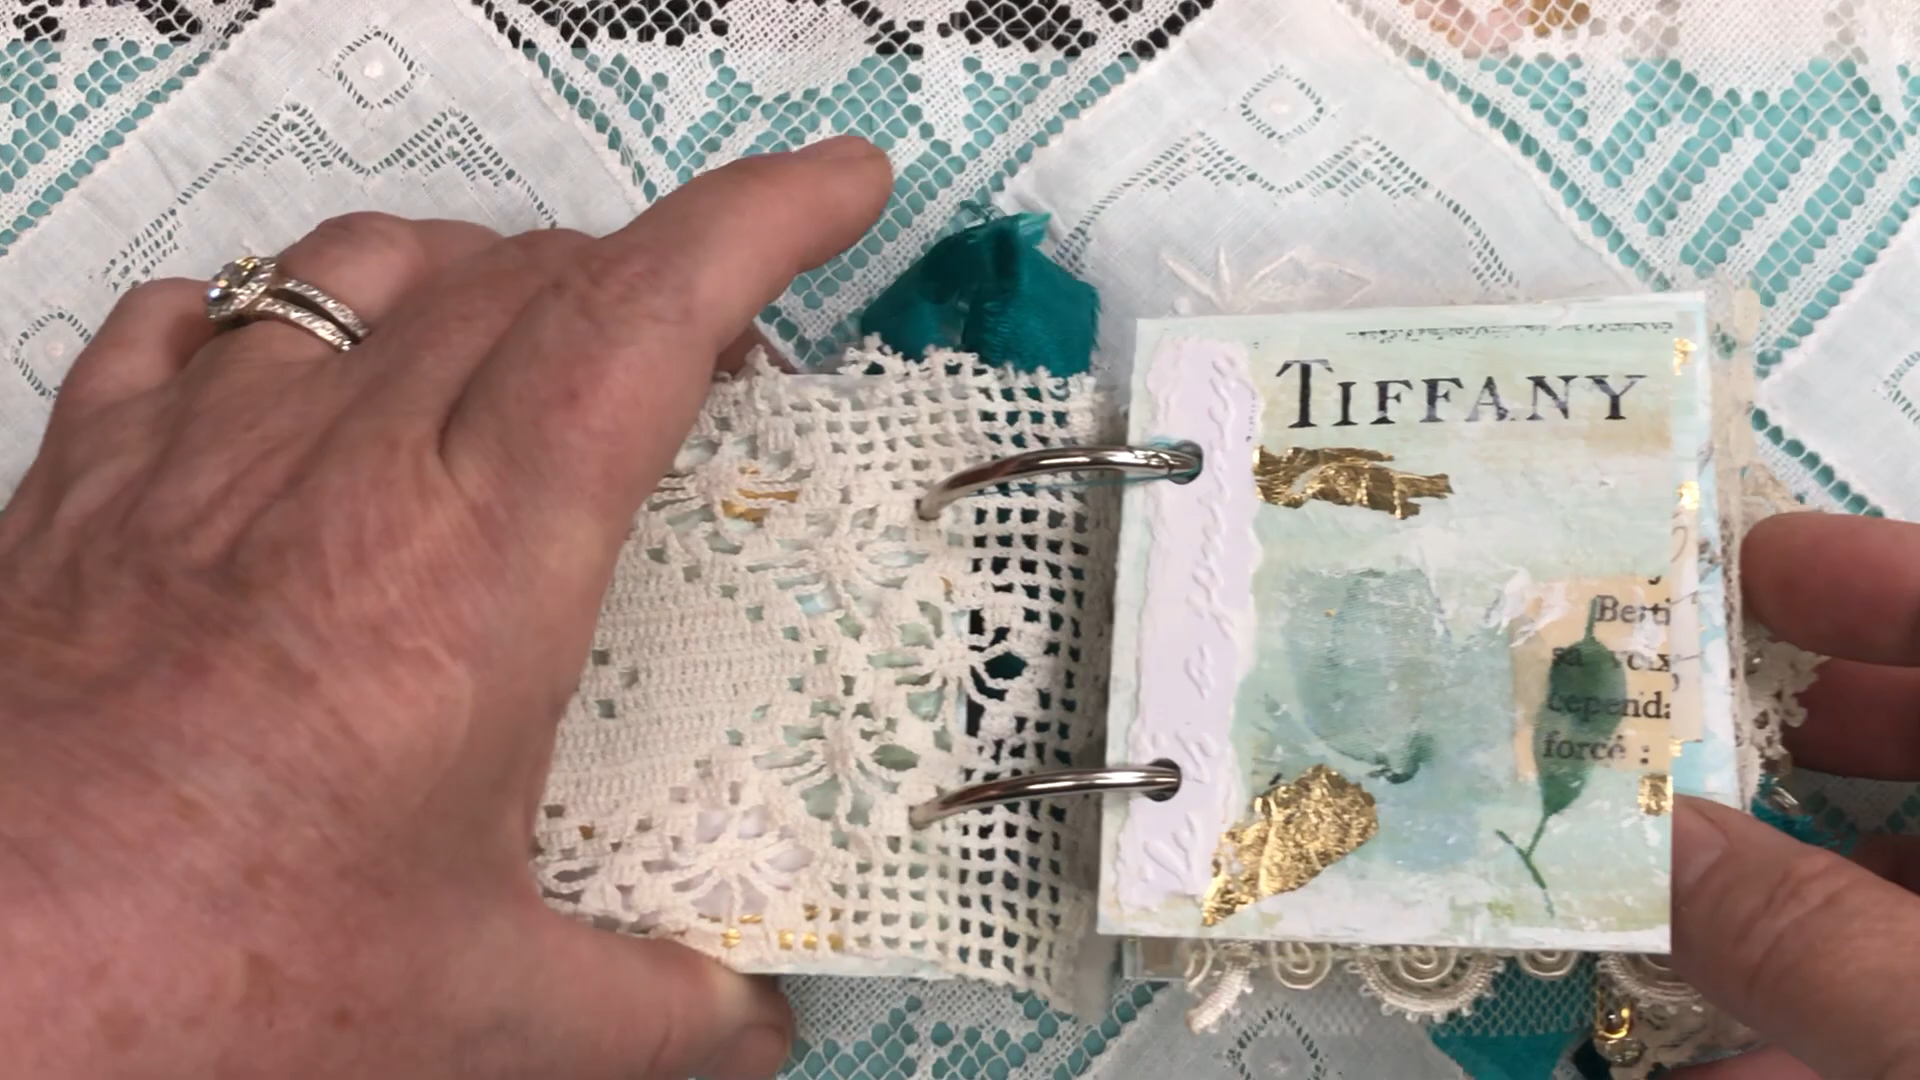 TIFFANY
Berti
sa voix
cependa
forcé :